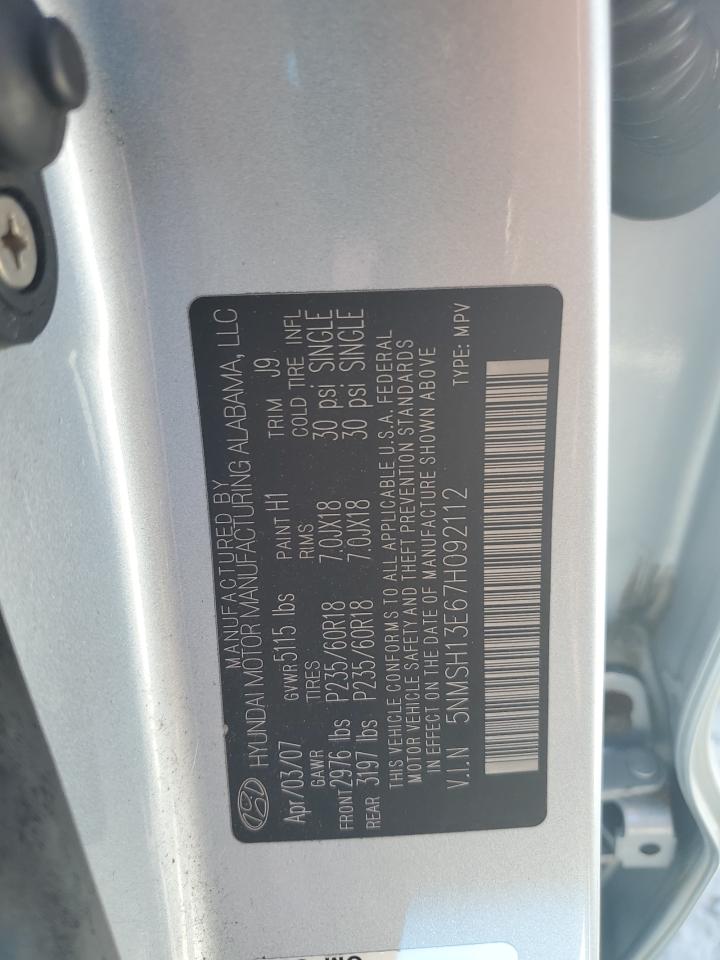 MANUFACTURED BY
HYUNDAI MOTOR MANUFACTURING ALABAMA, LLC
Apr/03/07 GVWR 5115 lbs PAINT H1 TRIM J9
GAWR TIRES RIMS COLD TIRE INFL
FRONT 2976 lbs P235/60R18 7.0JX18 30 psi SINGLE
REAR 3197 lbs P235/60R18 7.0JX18 30 psi SINGLE
THIS VEHICLE CONFORMS TO ALL APPLICABLE U.S.A. FEDERAL
MOTOR VEHICLE SAFETY AND THEFT PREVENTION STANDARDS
IN EFFECT ON THE DATE OF MANUFACTURE SHOWN ABOVE
V.I.N 5NMSH13E67H092112 TYPE: MPV